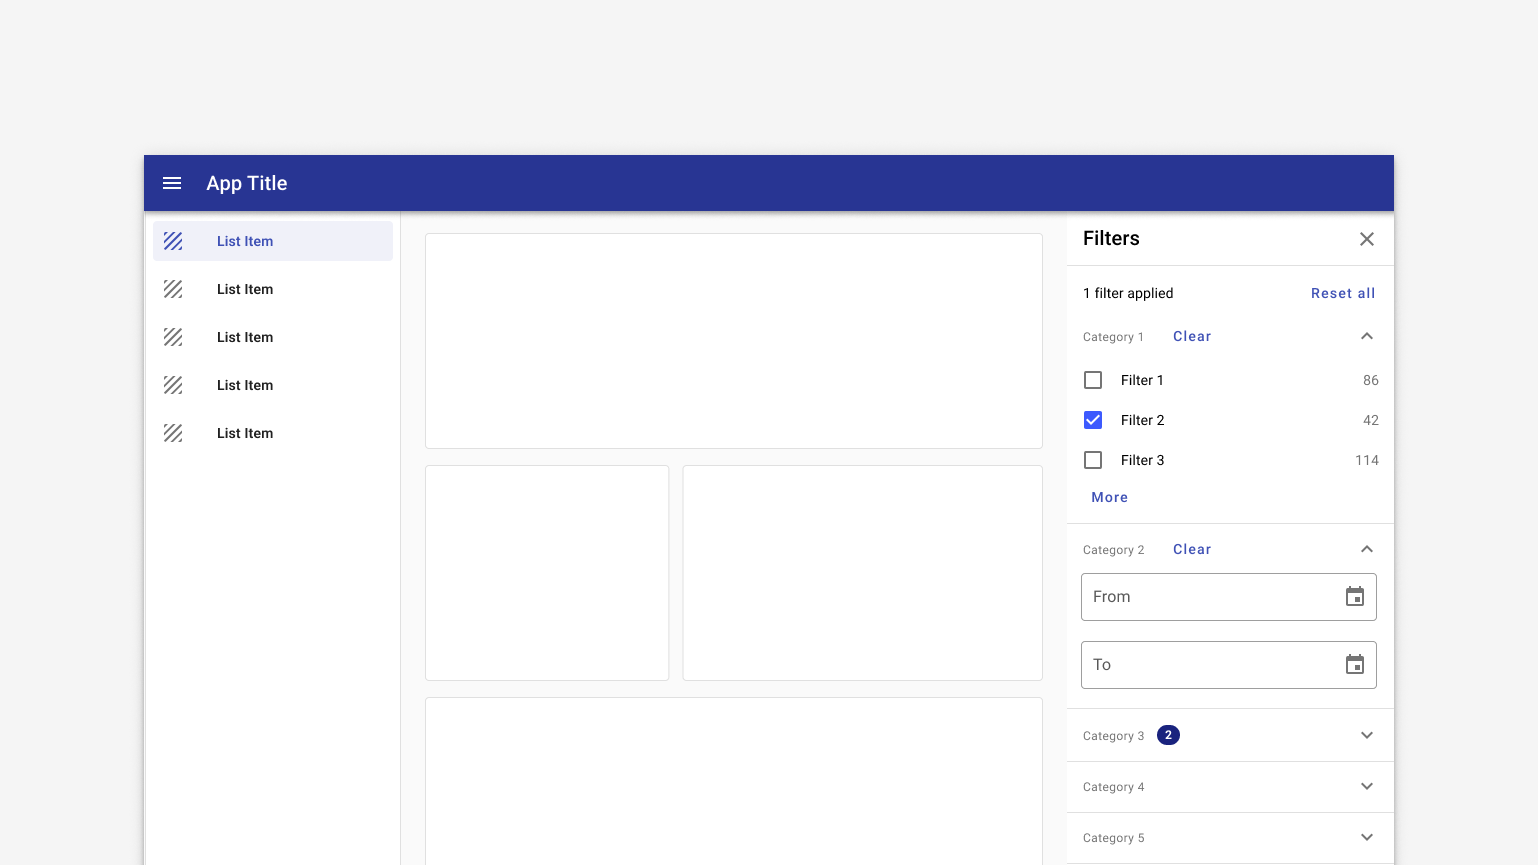 App Title
List Item
List Item
List Item
List Item
List Item
Filters
1 filter applied Reset all
Category 1 Clear
Filter 1 86
Filter 2 42
Filter 3 114
More
Category 2 Clear
From
To
Category 3 2
Category 4
Category 5